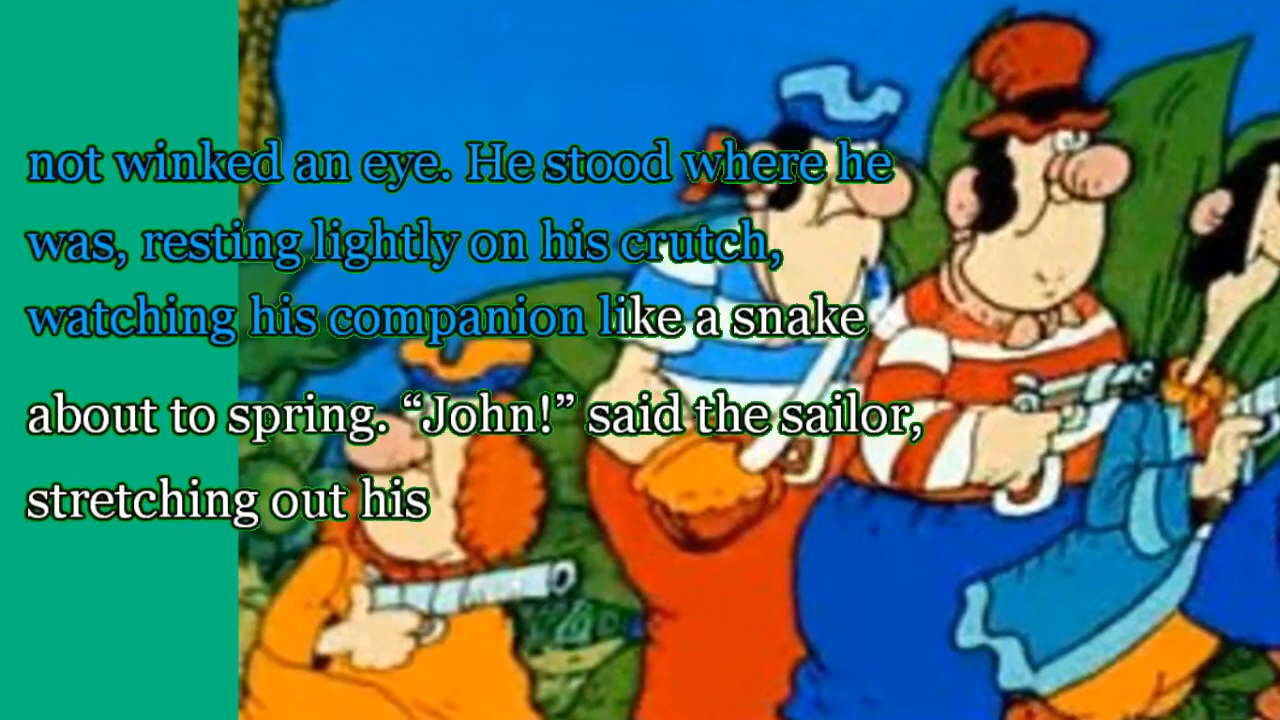 not winked an eye. He stood where he
was, resting lightly on his crutch,
watching his companion like a snake
about to spring. “John!” said the sailor,
stretching out his